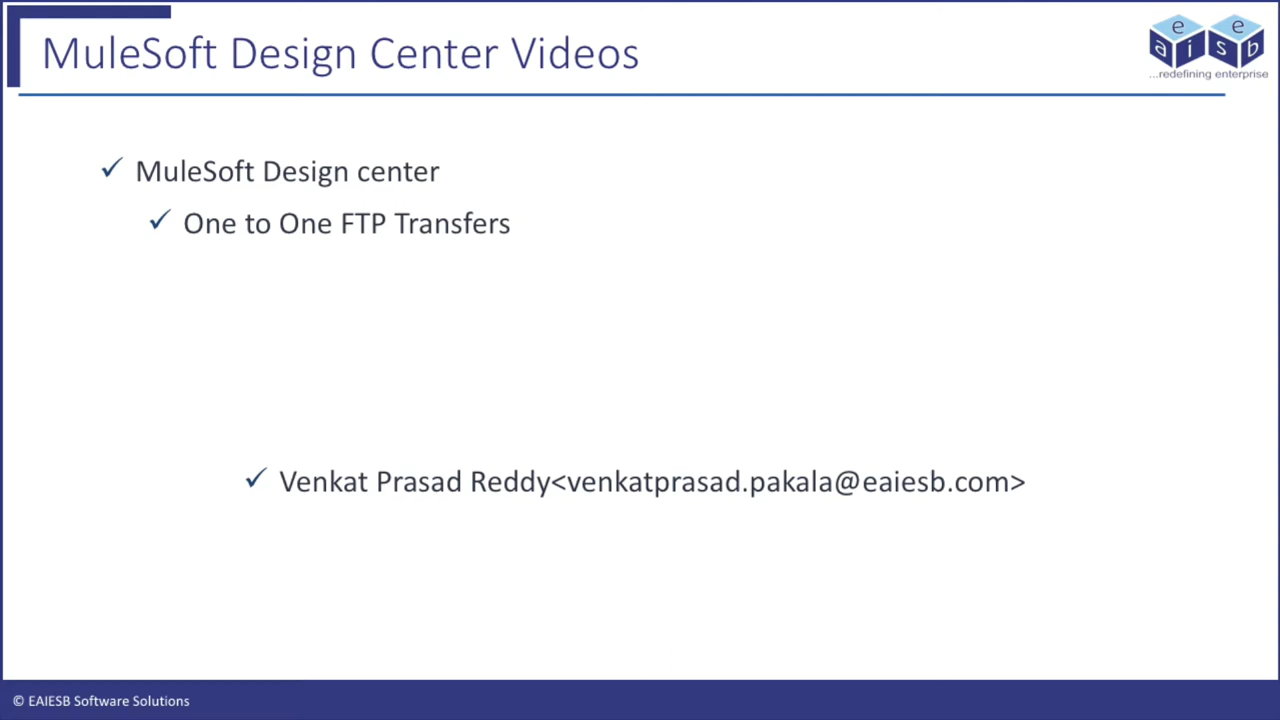 MuleSoft Design Center Videos
e e
a i s b
...redefining enterprise
MuleSoft Design center
One to One FTP Transfers
Venkat Prasad Reddy<venkatprasad.pakala@eaiesb.com>
© EAIESB Software Solutions